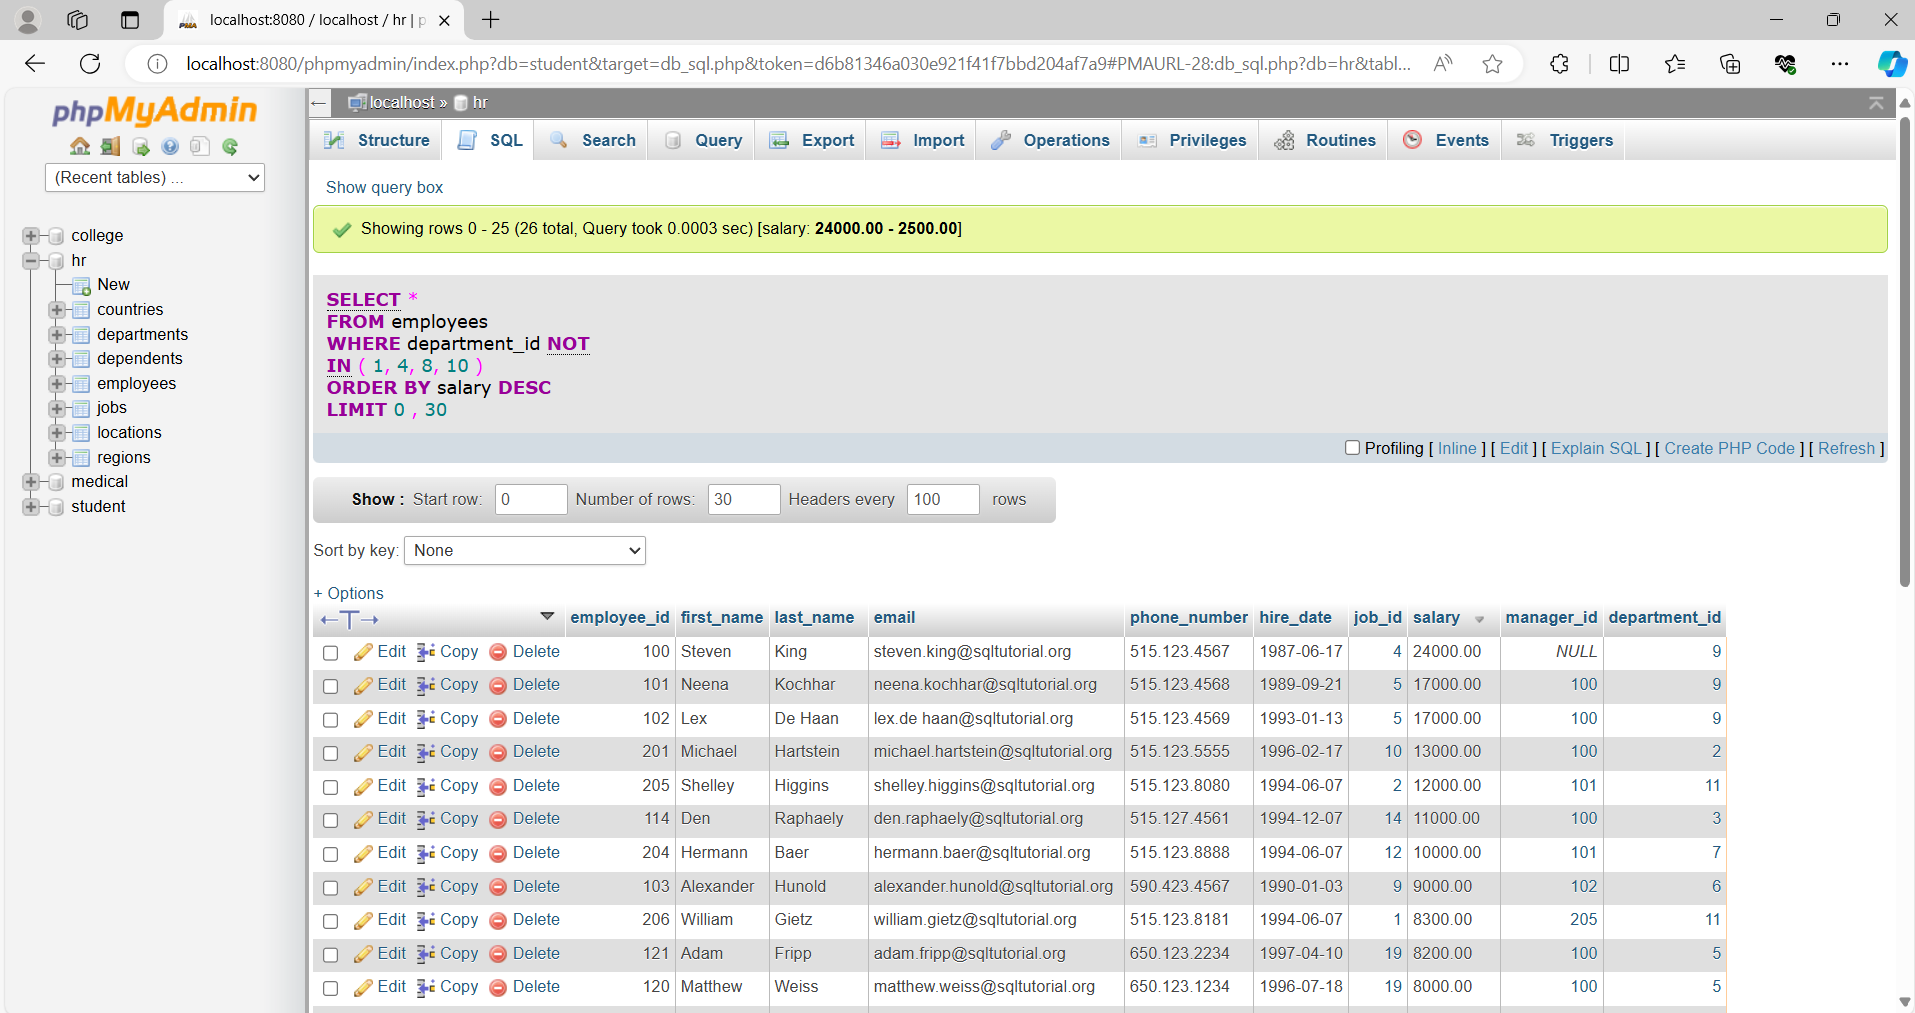 localhost:8080 / localhost / hr | p
localhost:8080/phpmyadmin/index.php?db=student&target=db_sql.php&token=d6b81346a030e921f41f7bbd204af7a9#PMAURL-28:db_sql.php?db=hr&tabl...
phpMyAdmin
(Recent tables) ...
college
hr
New
countries
departments
dependents
employees
jobs
locations
regions
medical
student
localhost » hr
Structure SQL Search Query Export Import Operations Privileges Routines Events Triggers
Show query box
Showing rows 0 - 25 (26 total, Query took 0.0003 sec) [salary: 24000.00 - 2500.00]
SELECT *
FROM employees
WHERE department_id NOT
IN ( 1, 4, 8, 10 )
ORDER BY salary DESC
LIMIT 0 , 30
Profiling [ Inline ] [ Edit ] [ Explain SQL ] [ Create PHP Code ] [ Refresh ]
Show : Start row: 0 Number of rows: 30 Headers every 100 rows
Sort by key: None
+ Options
employee_id first_name last_name email phone_number hire_date job_id salary manager_id department_id
Edit Copy Delete 100 Steven King steven.king@sqltutorial.org 515.123.4567 1987-06-17 4 24000.00 NULL 9
Edit Copy Delete 101 Neena Kochhar neena.kochhar@sqltutorial.org 515.123.4568 1989-09-21 5 17000.00 100 9
Edit Copy Delete 102 Lex De Haan lex.de haan@sqltutorial.org 515.123.4569 1993-01-13 5 17000.00 100 9
Edit Copy Delete 201 Michael Hartstein michael.hartstein@sqltutorial.org 515.123.5555 1996-02-17 10 13000.00 100 2
Edit Copy Delete 205 Shelley Higgins shelley.higgins@sqltutorial.org 515.123.8080 1994-06-07 2 12000.00 101 11
Edit Copy Delete 114 Den Raphaely den.raphaely@sqltutorial.org 515.127.4561 1994-12-07 14 11000.00 100 3
Edit Copy Delete 204 Hermann Baer hermann.baer@sqltutorial.org 515.123.8888 1994-06-07 12 10000.00 101 7
Edit Copy Delete 103 Alexander Hunold alexander.hunold@sqltutorial.org 590.423.4567 1990-01-03 9 9000.00 102 6
Edit Copy Delete 206 William Gietz william.gietz@sqltutorial.org 515.123.8181 1994-06-07 1 8300.00 205 11
Edit Copy Delete 121 Adam Fripp adam.fripp@sqltutorial.org 650.123.2234 1997-04-10 19 8200.00 100 5
Edit Copy Delete 120 Matthew Weiss matthew.weiss@sqltutorial.org 650.123.1234 1996-07-18 19 8000.00 100 5